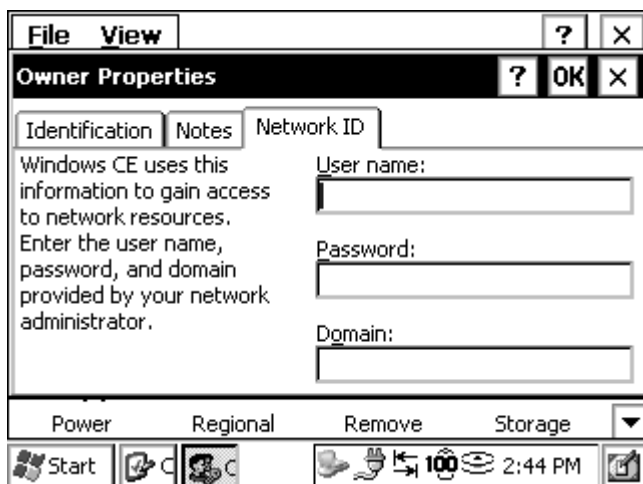 File View ? ×
Owner Properties ? OK ×
Identification Notes Network ID
Windows CE uses this
information to gain access
to network resources.
Enter the user name,
password, and domain
provided by your network
administrator.
User name:
Password:
Domain:
Power Regional Remove Storage
Start C C 100 2:44 PM